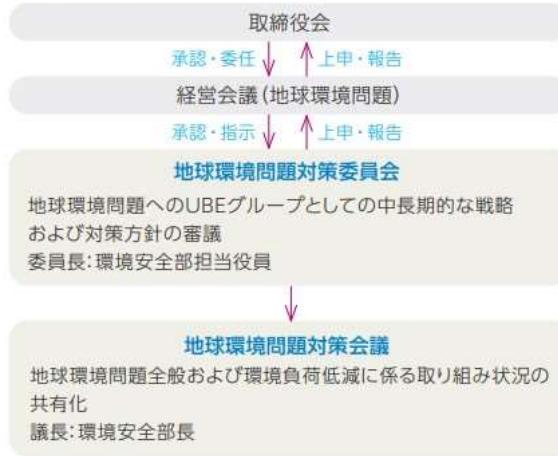 取締役会
承認・委任 上申・報告
経営会議(地球環境問題)
承認・指示 上申・報告
地球環境問題対策委員会
地球環境問題へのUBEグループとしての中長期的な戦略
および対策方針の審議
委員長:環境安全部担当役員
地球環境問題対策会議
地球環境問題全般および環境負荷低減に係る取り組み状況の
共有化
議長:環境安全部長